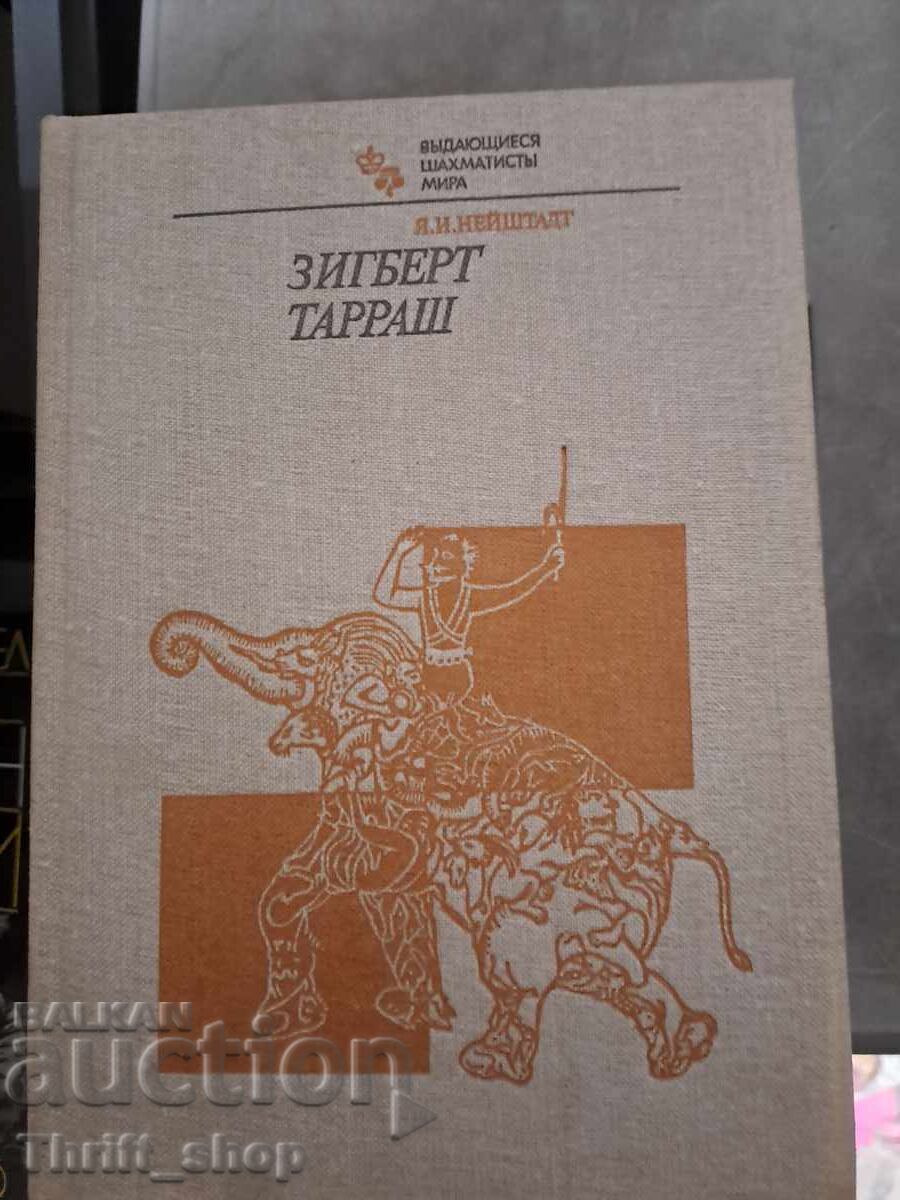 ВЫДАЮЩИЕСЯ
ШАХМАТИСТЫ
МИРА
Я.И.НЕЙШТАДТ
ЗИГБЕРТ
ТАРРАШ
BALKAN
auction
Thrift_shop